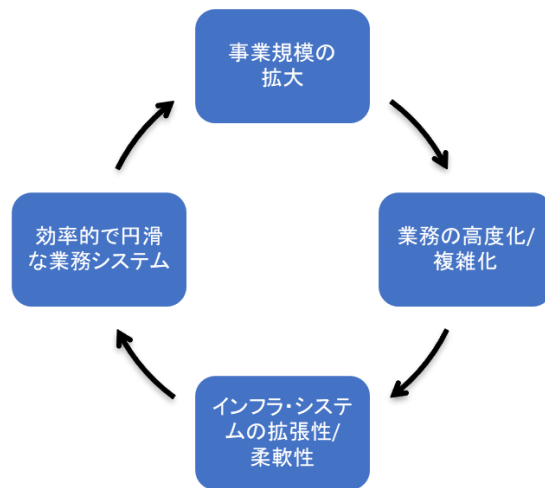 事業規模の
拡大
業務の高度化/
複雑化
インフラ・システ
ムの拡張性/
柔軟性
効率的で円滑
な業務システム